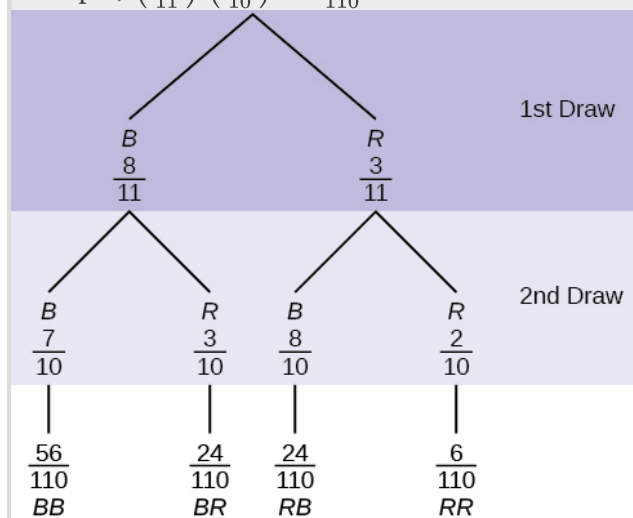 1st Draw
B R
8/11 3/11
2nd Draw
B R B R
7/10 3/10 8/10 2/10
56/110 24/110 24/110 6/110
BB BR RB RR